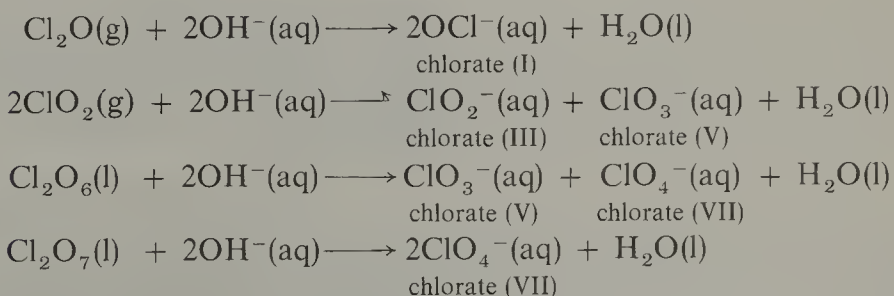 Cl₂O(g) + 2OH⁻(aq) ⟶ 2OCl⁻(aq) + H₂O(l)
chlorate (I)
2ClO₂(g) + 2OH⁻(aq) ⟶ ClO₂⁻(aq) + ClO₃⁻(aq) + H₂O(l)
chlorate (III) chlorate (V)
Cl₂O₆(l) + 2OH⁻(aq) ⟶ ClO₃⁻(aq) + ClO₄⁻(aq) + H₂O(l)
chlorate (V) chlorate (VII)
Cl₂O₇(l) + 2OH⁻(aq) ⟶ 2ClO₄⁻(aq) + H₂O(l)
chlorate (VII)